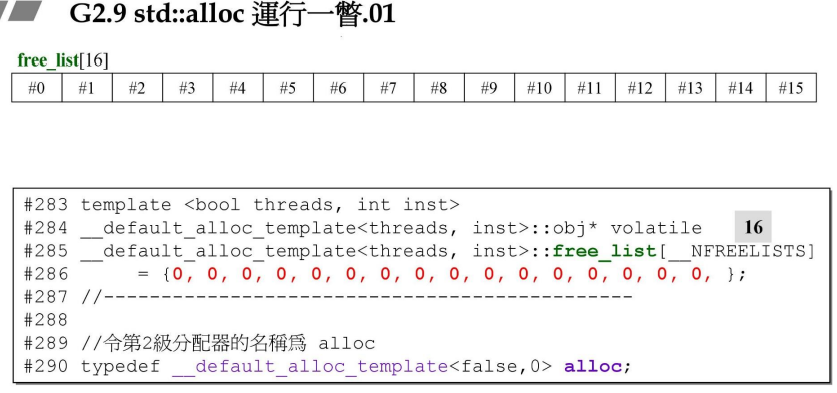 G2.9 std::alloc 運行一瞥.01
free_list[16]
#0 #1 #2 #3 #4 #5 #6 #7 #8 #9 #10 #11 #12 #13 #14 #15
#283 template <bool threads, int inst>
#284 __default_alloc_template<threads, inst>::obj* volatile 16
#285 __default_alloc_template<threads, inst>::free_list[__NFREELISTS]
#286 = {0, 0, 0, 0, 0, 0, 0, 0, 0, 0, 0, 0, 0, 0, 0, 0, };
#287 //----------------------------------------------
#288
#289 //令第2級分配器的名稱為 alloc
#290 typedef __default_alloc_template<false,0> alloc;